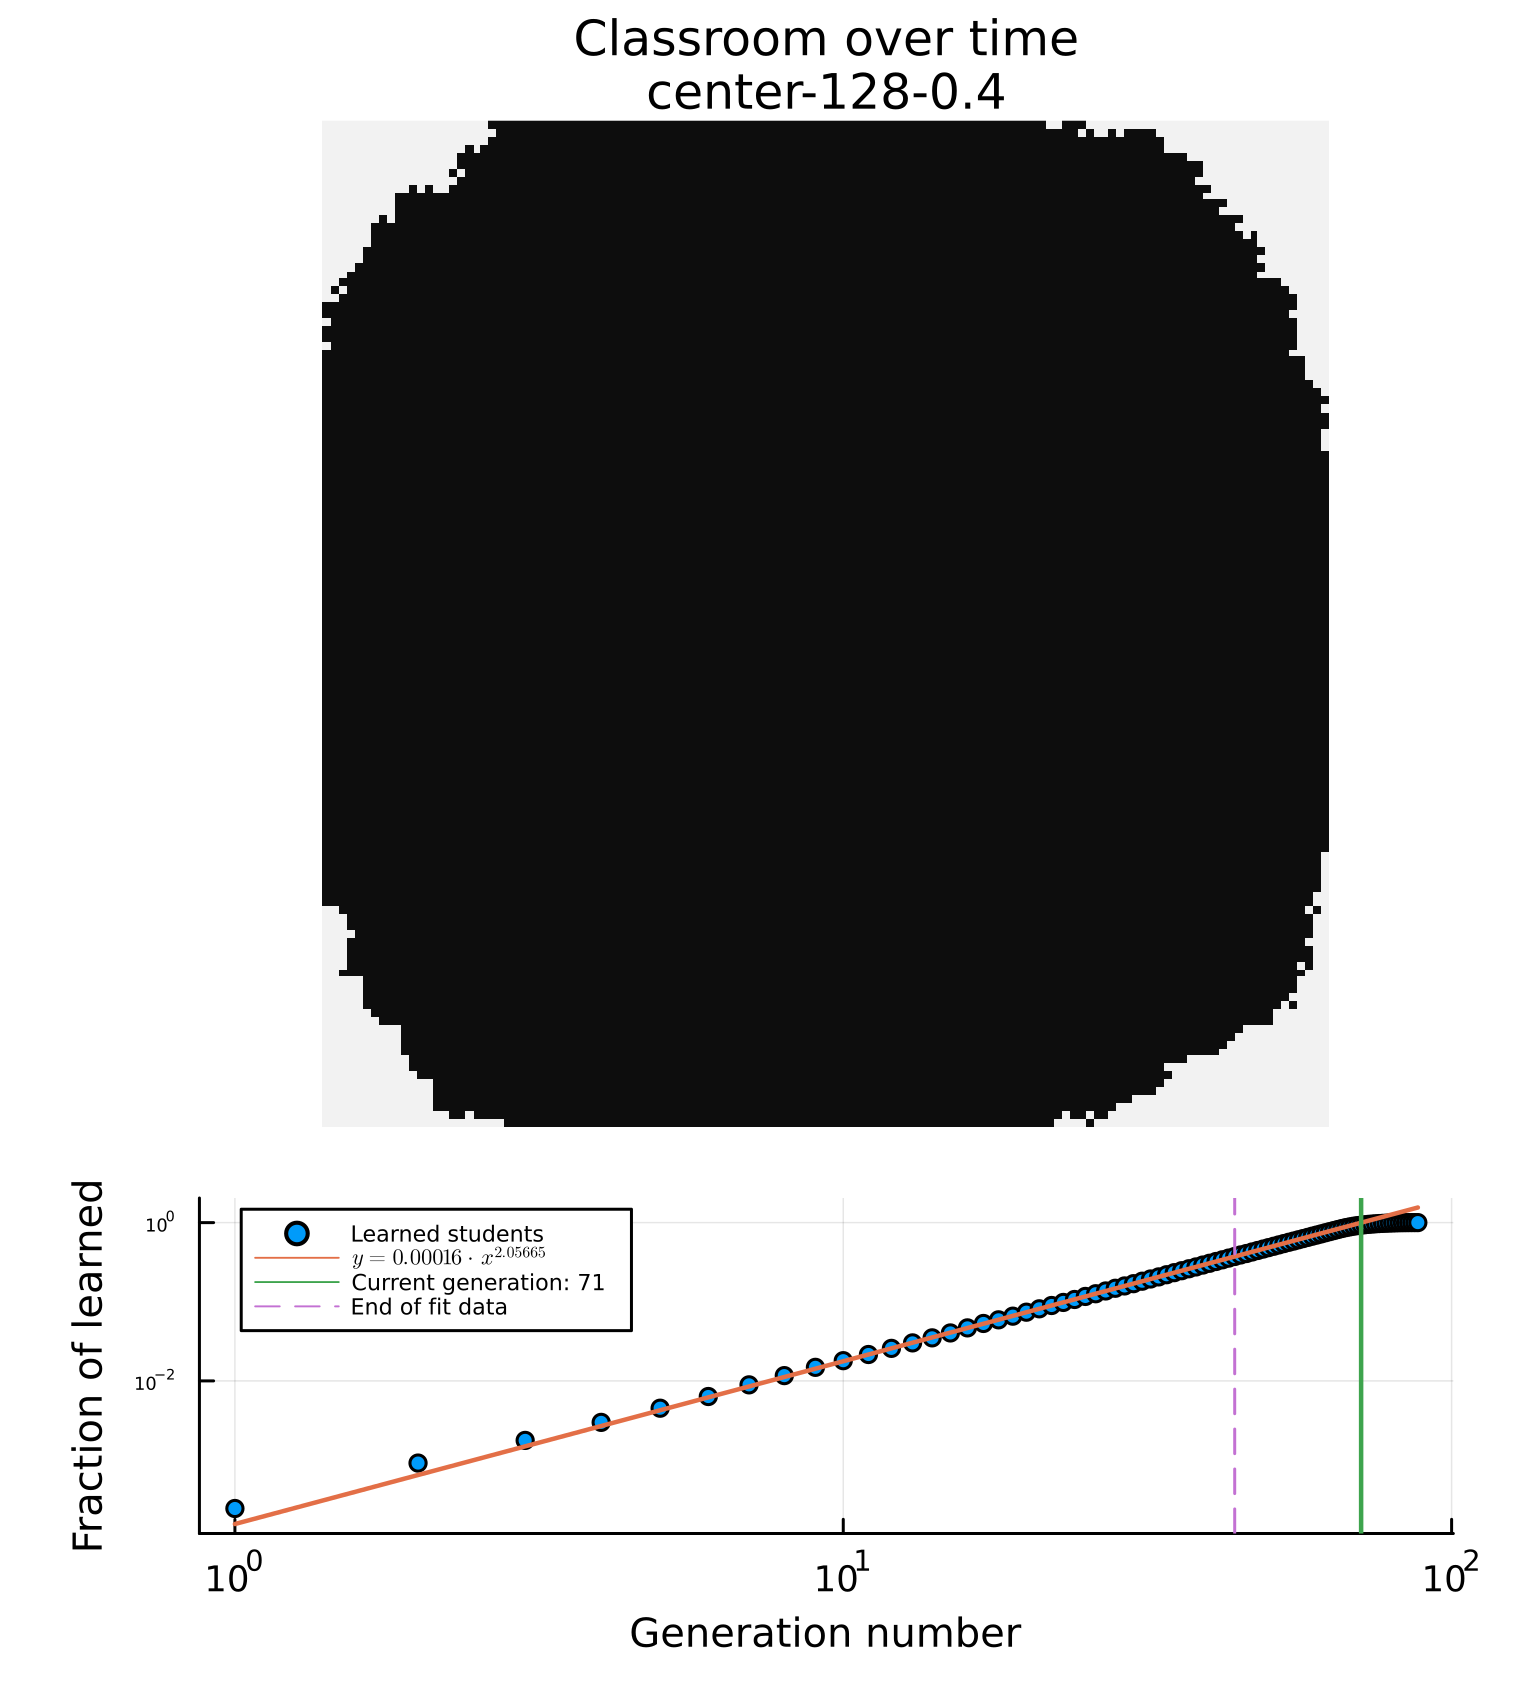 Classroom over time
center-128-0.4
Fraction of learned
10⁰
10⁻²
Learned students
y = 0.00016 · x^2.05665
Current generation: 71
End of fit data
10⁰ 10¹ 10²
Generation number